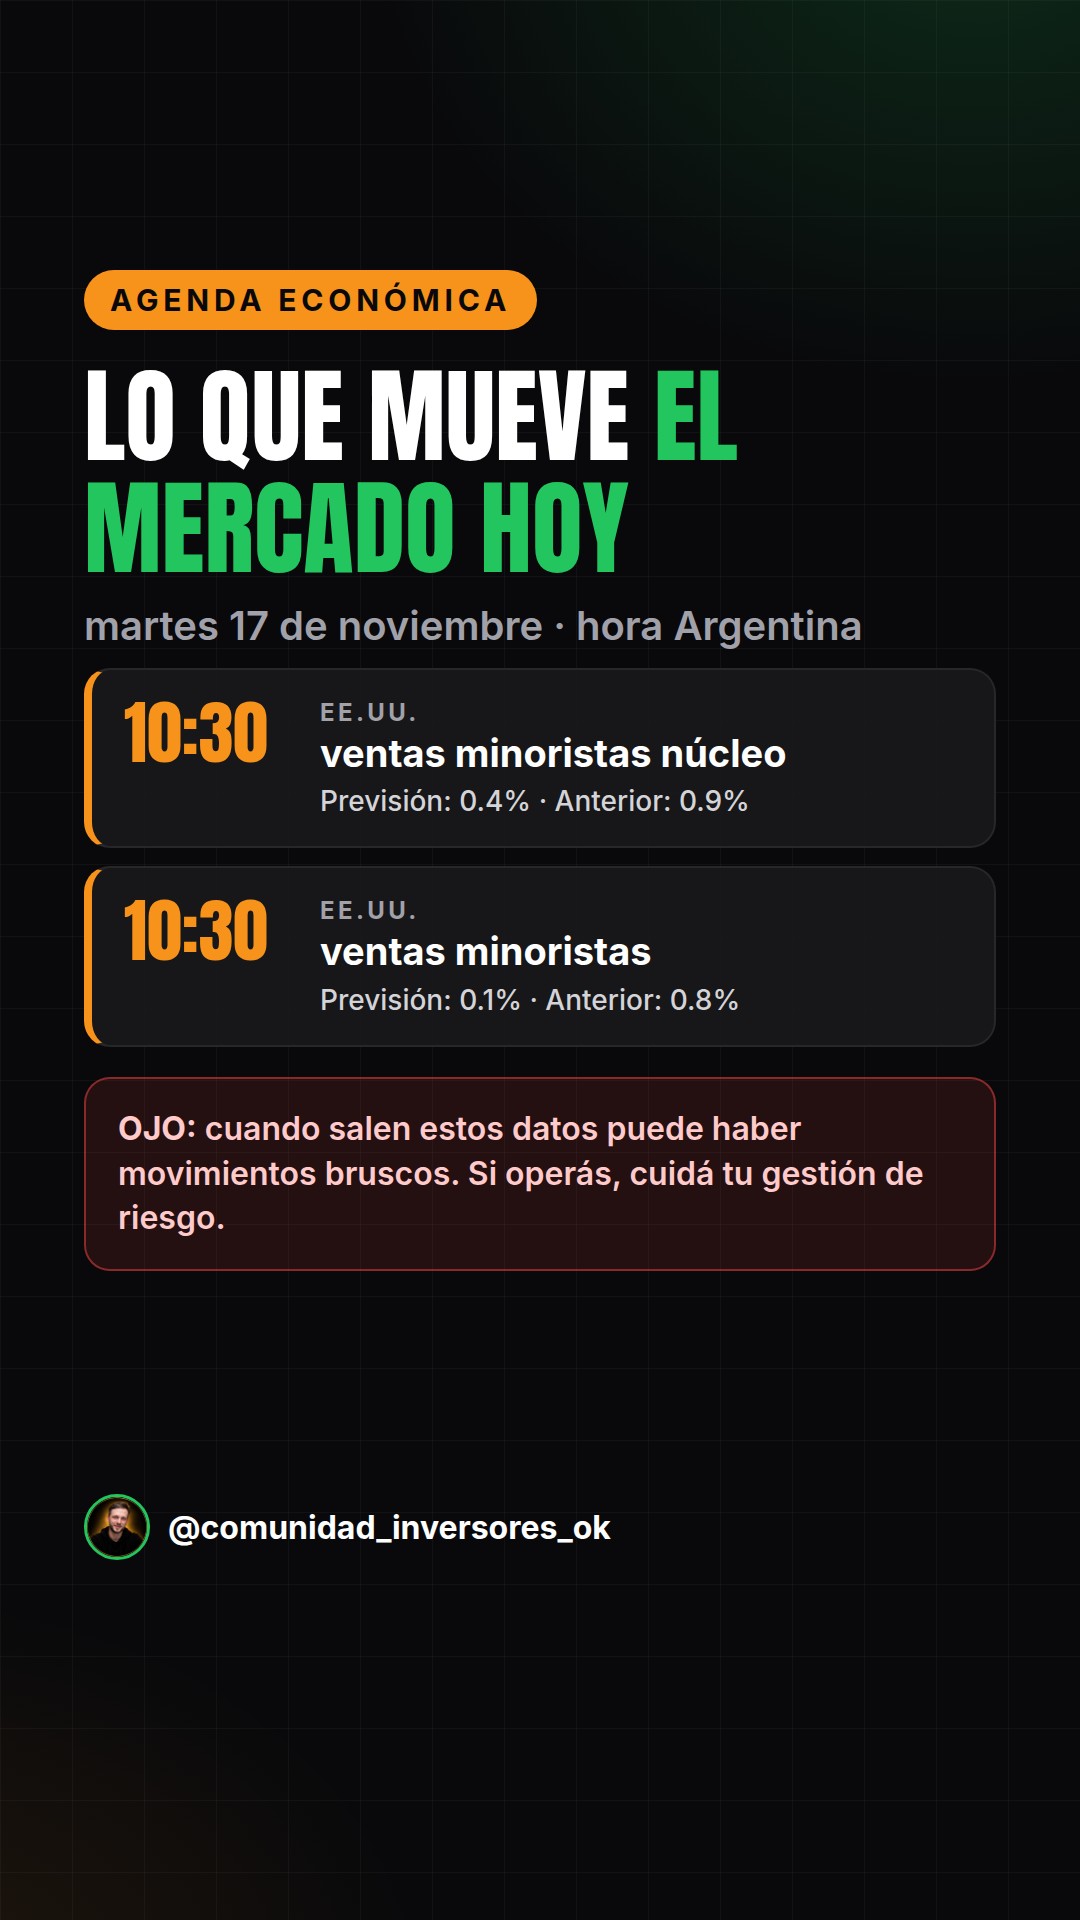 AGENDA ECONÓMICA
LO QUE MUEVE EL
MERCADO HOY
martes 17 de noviembre · hora Argentina
10:30
EE.UU.
ventas minoristas núcleo
Previsión: 0.4% · Anterior: 0.9%
10:30
EE.UU.
ventas minoristas
Previsión: 0.1% · Anterior: 0.8%
OJO: cuando salen estos datos puede haber
movimientos bruscos. Si operás, cuidá tu gestión de
riesgo.
@comunidad_inversores_ok